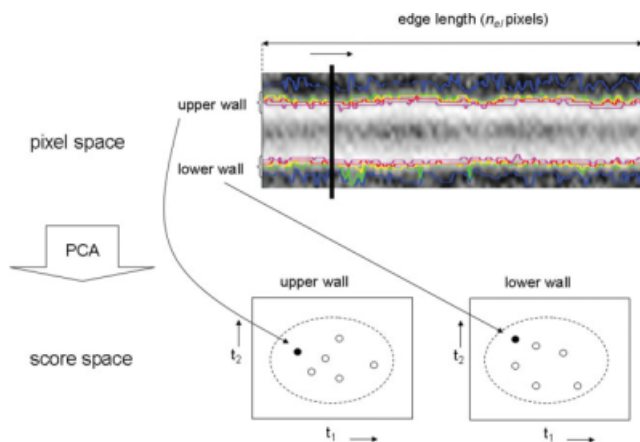 edge length (nel pixels)
upper wall
pixel space
lower wall
PCA
upper wall
lower wall
score space
t2
t2
t1
t1